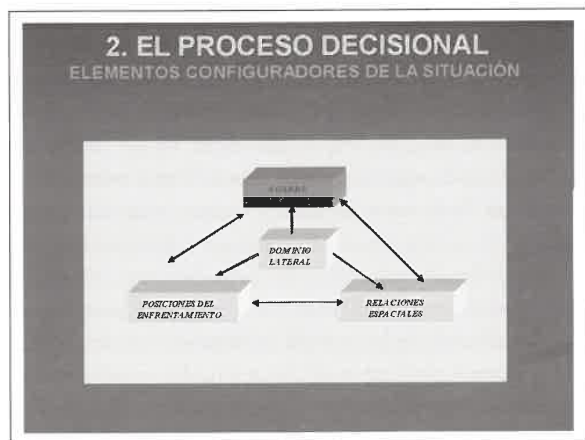 2. EL PROCESO DECISIONAL
ELEMENTOS CONFIGURADORES DE LA SITUACIÓN
DOMINIO
LATERAL
POSICIONES DEL
ENFRENTAMIENTO
RELACIONES
ESPACIALES